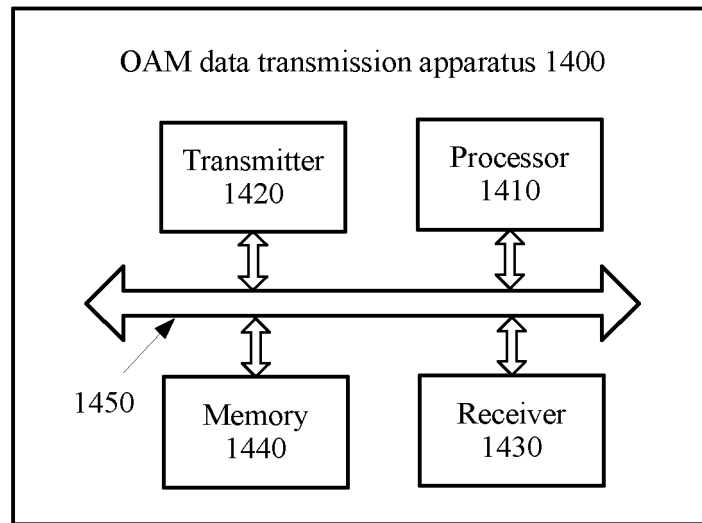 OAM data transmission apparatus 1400
Transmitter
1420
Processor
1410
1450
Memory
1440
Receiver
1430